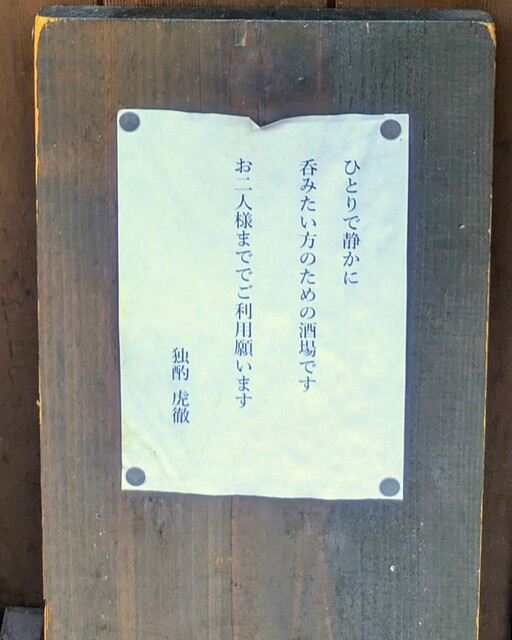 ひとりで静かに
呑みたい方のための酒場です
お二人様まででご利用願います
独酌 虎徹